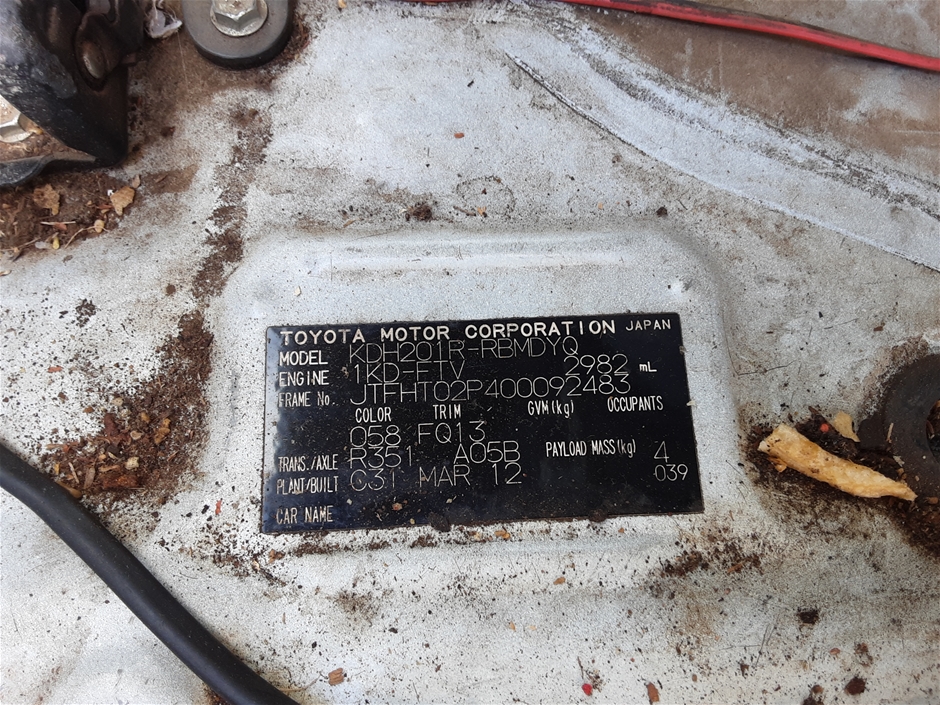 TOYOTA MOTOR CORPORATION JAPAN
MODEL KDH201R-RBMDYQ
ENGINE 1KD-FTV 2982 mL
FRAME No. JTFHT02P400092483
COLOR TRIM GVM(kg) OCCUPANTS
058 FQ13
TRANS./AXLE R351 A05B PAYLOAD MASS(kg) 4
PLANT/BUILT C31 MAR 12 039
CAR NAME